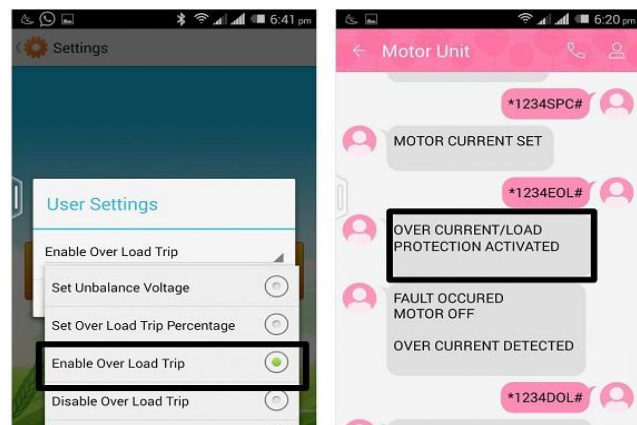 6:41 pm
Settings
User Settings
Enable Over Load Trip
Set Unbalance Voltage
Set Over Load Trip Percentage
Enable Over Load Trip
Disable Over Load Trip
6:20 pm
Motor Unit
*1234SPC#
MOTOR CURRENT SET
*1234EOL#
OVER CURRENT/LOAD
PROTECTION ACTIVATED
FAULT OCCURED
MOTOR OFF
OVER CURRENT DETECTED
*1234DOL#